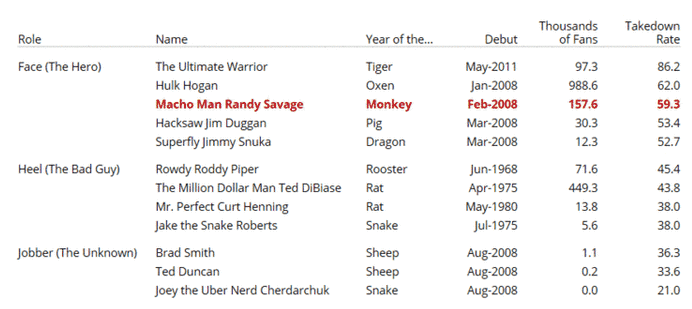 Thousands Takedown
Role Name Year of the... Debut of Fans Rate
Face (The Hero) The Ultimate Warrior Tiger May-2011 97.3 86.2
Hulk Hogan Oxen Jan-2008 988.6 62.0
Macho Man Randy Savage Monkey Feb-2008 157.6 59.3
Hacksaw Jim Duggan Pig Mar-2008 30.3 53.4
Superfly Jimmy Snuka Dragon Mar-2008 12.3 52.7
Heel (The Bad Guy) Rowdy Roddy Piper Rooster Jun-1968 71.6 45.4
The Million Dollar Man Ted DiBiase Rat Apr-1975 449.3 43.8
Mr. Perfect Curt Henning Rat May-1980 13.8 38.0
Jake the Snake Roberts Snake Jul-1975 5.6 38.0
Jobber (The Unknown) Brad Smith Sheep Aug-2008 1.1 36.3
Ted Duncan Sheep Aug-2008 0.2 33.6
Joey the Uber Nerd Cherdarchuk Snake Aug-2008 0.0 21.0